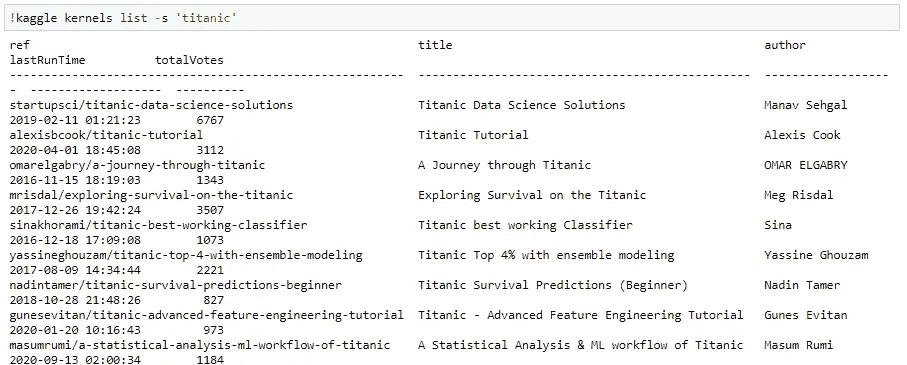 !kaggle kernels list -s 'titanic'
ref title author
lastRunTime totalVotes
------------------------------------------------------- ---------------------------------------------- -----------------
- ------------------- ----------
startupsci/titanic-data-science-solutions Titanic Data Science Solutions Manav Sehgal
2019-02-11 01:21:23 6767
alexisbcook/titanic-tutorial Titanic Tutorial Alexis Cook
2020-04-01 18:45:08 3112
omarelgabry/a-journey-through-titanic A Journey through Titanic OMAR ELGABRY
2016-11-15 18:19:03 1343
mrisdal/exploring-survival-on-the-titanic Exploring Survival on the Titanic Meg Risdal
2017-12-26 19:42:24 3507
sinakhorami/titanic-best-working-classifier Titanic best working Classifier Sina
2016-12-18 17:09:08 1073
yassineghouzam/titanic-top-4-with-ensemble-modeling Titanic Top 4% with ensemble modeling Yassine Ghouzam
2017-08-09 14:34:44 2221
nadintamer/titanic-survival-predictions-beginner Titanic Survival Predictions (Beginner) Nadin Tamer
2018-10-28 21:48:26 827
gunesevitan/titanic-advanced-feature-engineering-tutorial Titanic - Advanced Feature Engineering Tutorial Gunes Evitan
2020-01-20 10:16:43 973
masumrumi/a-statistical-analysis-ml-workflow-of-titanic A Statistical Analysis & ML workflow of Titanic Masum Rumi
2020-09-13 02:00:34 1184